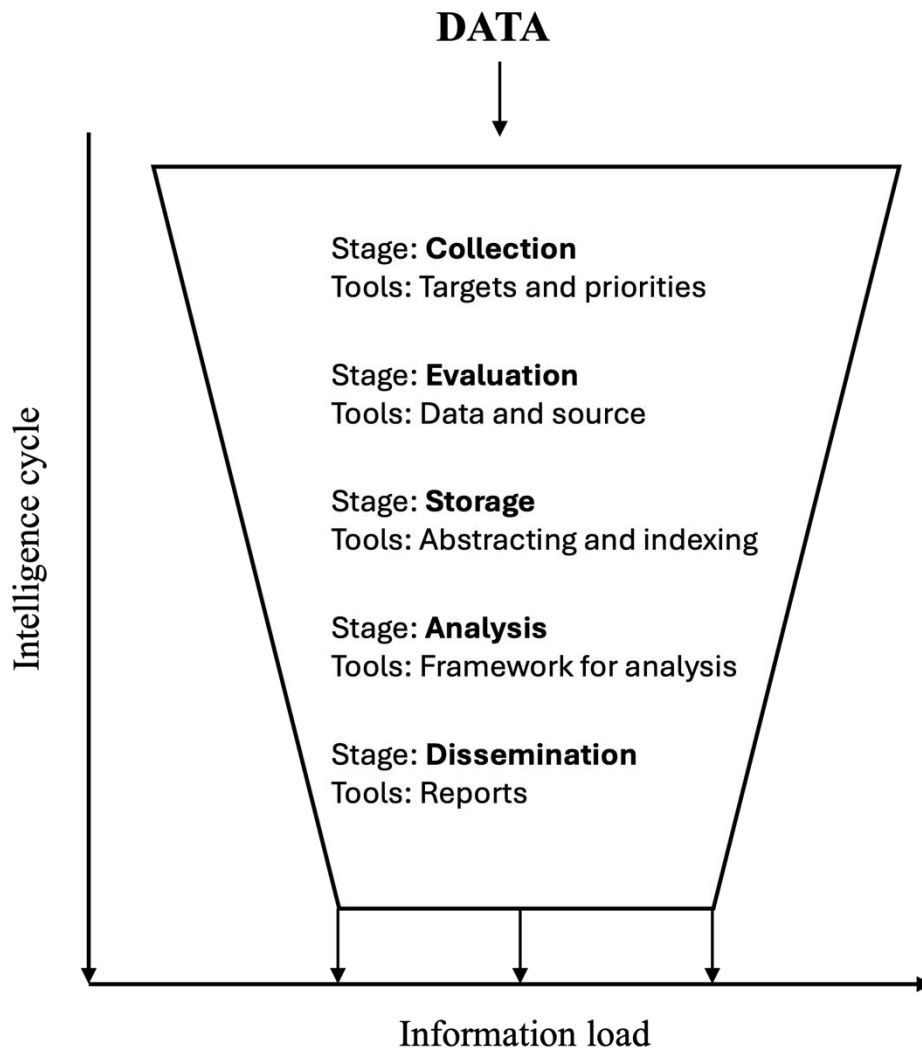 DATA
Stage: Collection
Tools: Targets and priorities
Stage: Evaluation
Tools: Data and source
Stage: Storage
Tools: Abstracting and indexing
Stage: Analysis
Tools: Framework for analysis
Stage: Dissemination
Tools: Reports
Intelligence cycle
Information load